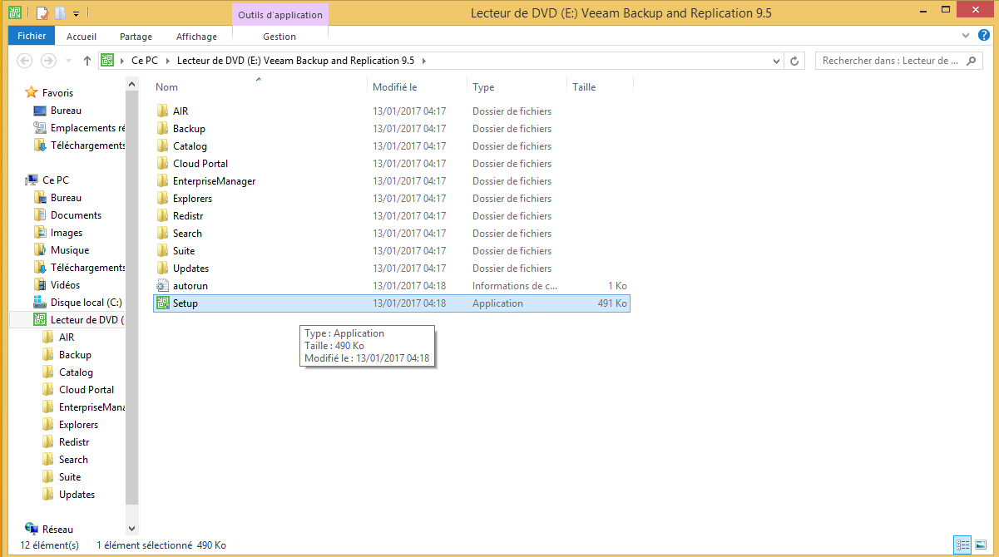 Outils d'application
Lecteur de DVD (E:) Veeam Backup and Replication 9.5
Fichier
Accueil
Partage
Affichage
Gestion
Ce PC
Lecteur de DVD (E:) Veeam Backup and Replication 9.5
Rechercher dans : Lecteur de ...
Favoris
Bureau
Emplacements ré
Téléchargements
Ce PC
Bureau
Documents
Images
Musique
Téléchargements
Vidéos
Disque local (C:)
Lecteur de DVD (
AIR
Backup
Catalog
Cloud Portal
EnterpriseMana
Explorers
Redistr
Search
Suite
Updates
Réseau
Nom Modifié le Type Taille
AIR 13/01/2017 04:17 Dossier de fichiers
Backup 13/01/2017 04:17 Dossier de fichiers
Catalog 13/01/2017 04:17 Dossier de fichiers
Cloud Portal 13/01/2017 04:17 Dossier de fichiers
EnterpriseManager 13/01/2017 04:17 Dossier de fichiers
Explorers 13/01/2017 04:17 Dossier de fichiers
Redistr 13/01/2017 04:17 Dossier de fichiers
Search 13/01/2017 04:17 Dossier de fichiers
Suite 13/01/2017 04:17 Dossier de fichiers
Updates 13/01/2017 04:17 Dossier de fichiers
autorun 13/01/2017 04:18 Informations de c... 1 Ko
Setup 13/01/2017 04:18 Application 491 Ko
Type : Application
Taille : 490 Ko
Modifié le : 13/01/2017 04:18
12 élément(s) 1 élément sélectionné 490 Ko